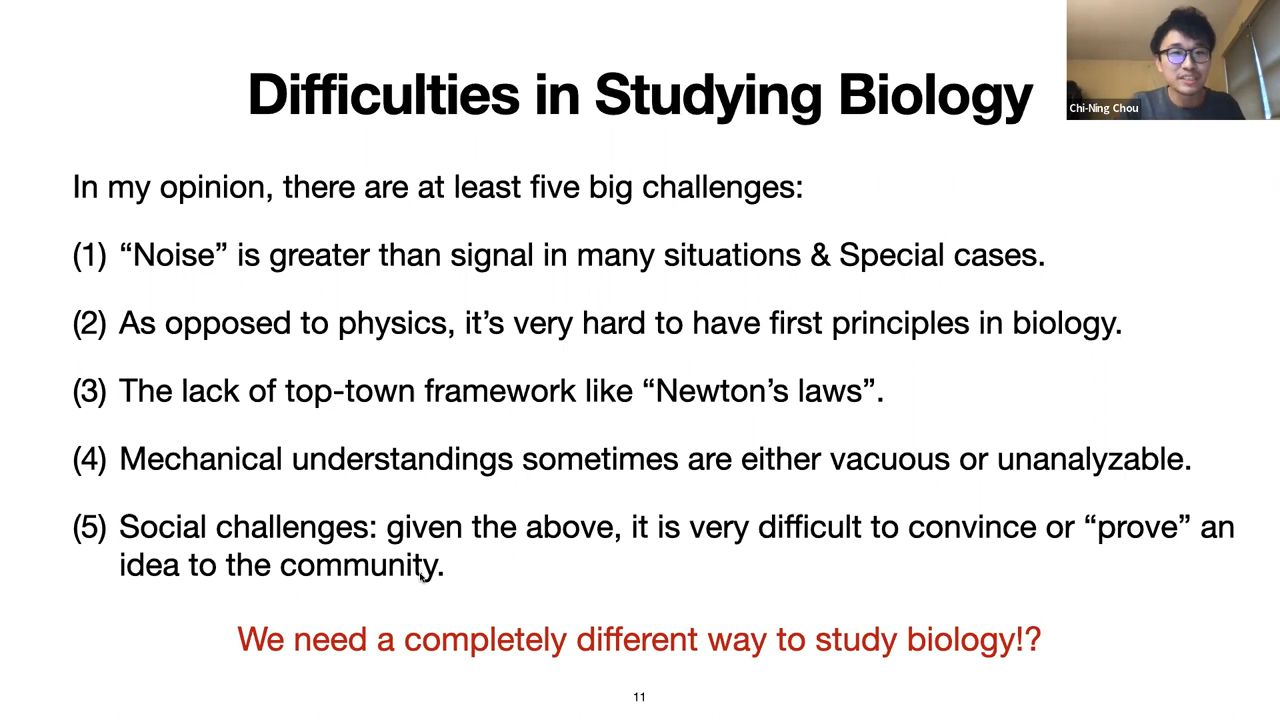 Difficulties in Studying Biology
Chi-Ning Chou
In my opinion, there are at least five big challenges:
(1) “Noise” is greater than signal in many situations & Special cases.
(2) As opposed to physics, it’s very hard to have first principles in biology.
(3) The lack of top-town framework like “Newton’s laws”.
(4) Mechanical understandings sometimes are either vacuous or unanalyzable.
(5) Social challenges: given the above, it is very difficult to convince or “prove” an
idea to the community.
We need a completely different way to study biology!?
11